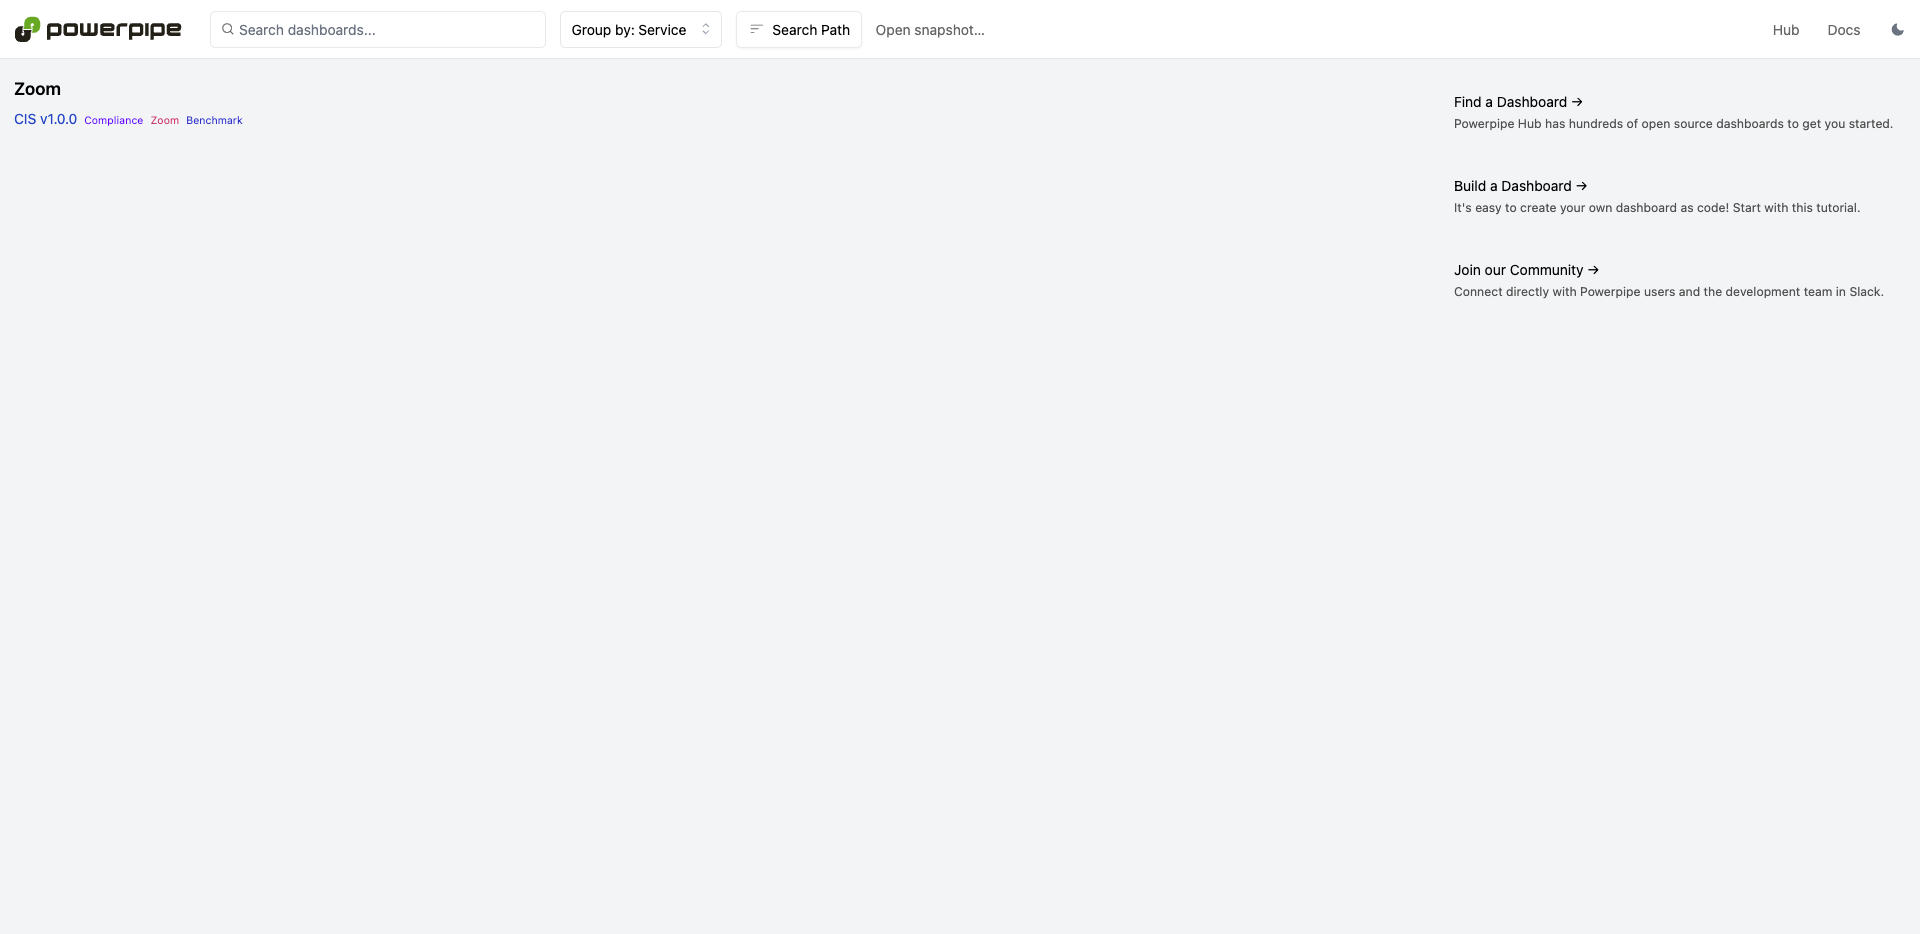 powerpipe Search dashboards... Group by: Service Search Path Open snapshot... Hub Docs
Zoom
CIS v1.0.0 Compliance Zoom Benchmark
Find a Dashboard →
Powerpipe Hub has hundreds of open source dashboards to get you started.
Build a Dashboard →
It's easy to create your own dashboard as code! Start with this tutorial.
Join our Community →
Connect directly with Powerpipe users and the development team in Slack.